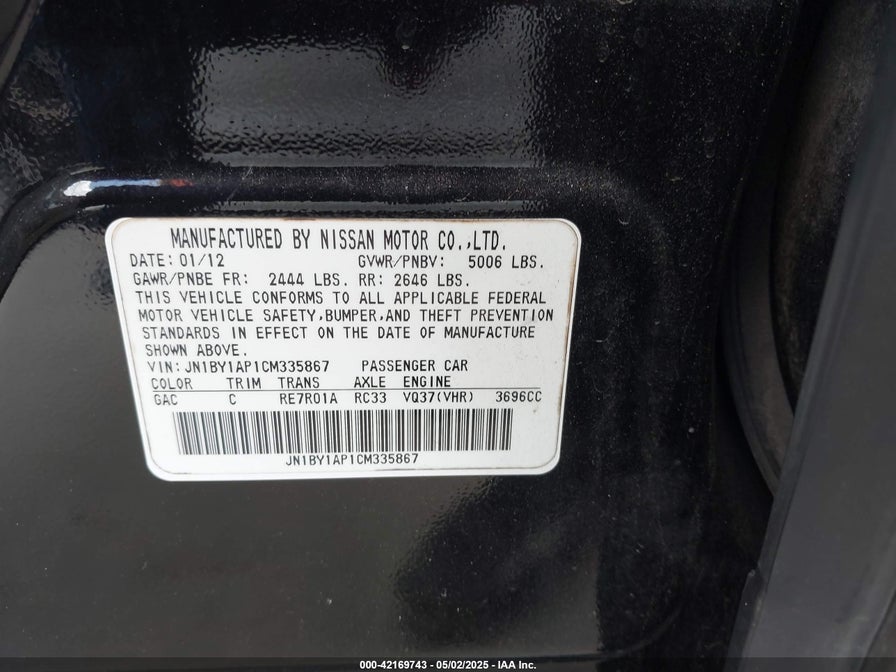 MANUFACTURED BY NISSAN MOTOR CO.,LTD.
DATE: 01/12 GVWR/PNBV: 5006 LBS.
GAWR/PNBE FR: 2444 LBS. RR: 2646 LBS.
THIS VEHICLE CONFORMS TO ALL APPLICABLE FEDERAL
MOTOR VEHICLE SAFETY,BUMPER,AND THEFT PREVENTION
STANDARDS IN EFFECT ON THE DATE OF MANUFACTURE
SHOWN ABOVE.
VIN: JN1BY1AP1CM335867 PASSENGER CAR
COLOR TRIM TRANS AXLE ENGINE
GAC C RE7R01A RC33 VQ37(VHR) 3696CC
JN1BY1AP1CM335867
000-42169743 - 05/02/2025 - IAA Inc.